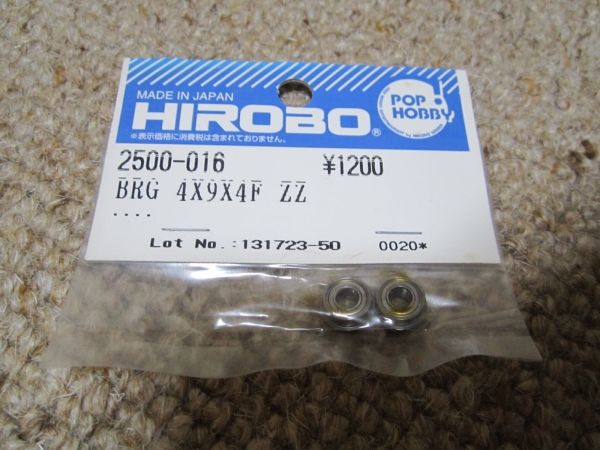 MADE IN JAPAN
HIROBO®
※表示価格に消費税は含まれておりません。
POP HOBBY
2500-016 ¥1200
BRG 4X9X4F ZZ
....
Lot No.:131723-50 0020*